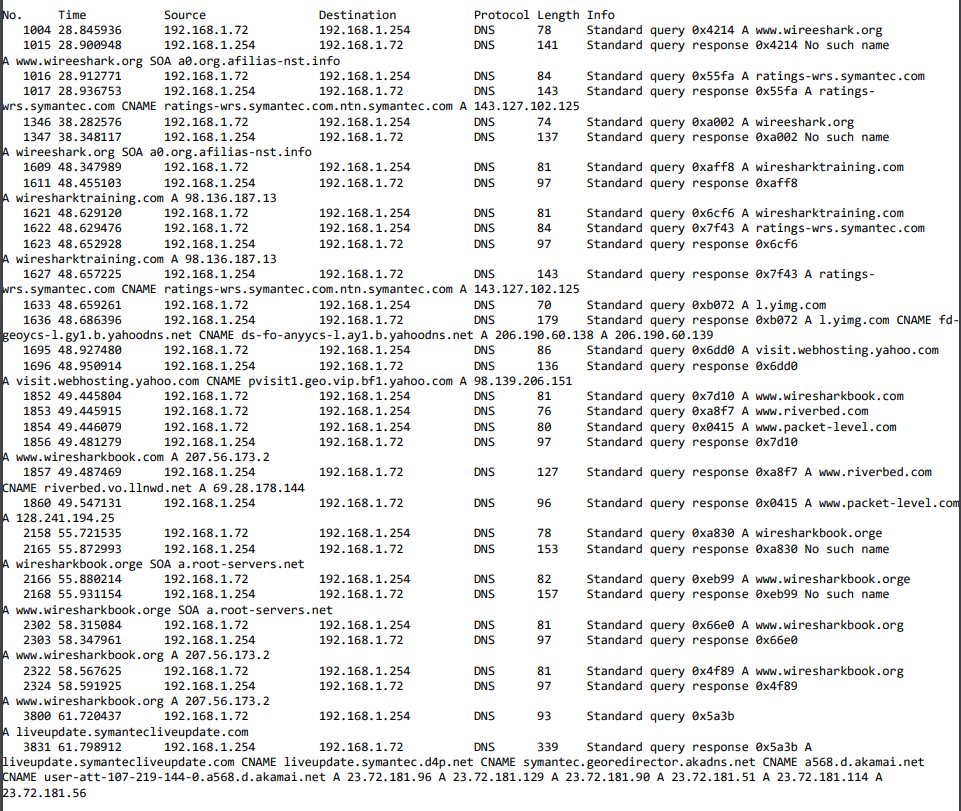 No. Time Source Destination Protocol Length Info
1004 28.845936 192.168.1.72 192.168.1.254 DNS 78 Standard query 0x4214 A www.wireeshark.org
1015 28.900948 192.168.1.254 192.168.1.72 DNS 141 Standard query response 0x4214 No such name
A www.wireeshark.org SOA a0.org.afilias-nst.info
1016 28.912771 192.168.1.72 192.168.1.254 DNS 84 Standard query 0x55fa A ratings-wrs.symantec.com
1017 28.936753 192.168.1.254 192.168.1.72 DNS 143 Standard query response 0x55fa A ratings-
wrs.symantec.com CNAME ratings-wrs.symantec.com.ntn.symantec.com A 143.127.102.125
1346 38.282576 192.168.1.72 192.168.1.254 DNS 74 Standard query 0xa002 A wireeshark.org
1347 38.348117 192.168.1.254 192.168.1.72 DNS 137 Standard query response 0xa002 No such name
A wireeshark.org SOA a0.org.afilias-nst.info
1609 48.347989 192.168.1.72 192.168.1.254 DNS 81 Standard query 0xaff8 A wiresharktraining.com
1611 48.455103 192.168.1.254 192.168.1.72 DNS 97 Standard query response 0xaff8
A wiresharktraining.com A 98.136.187.13
1621 48.629120 192.168.1.72 192.168.1.254 DNS 81 Standard query 0x6cf6 A wiresharktraining.com
1622 48.629476 192.168.1.72 192.168.1.254 DNS 84 Standard query 0x7f43 A ratings-wrs.symantec.com
1623 48.652928 192.168.1.254 192.168.1.72 DNS 97 Standard query response 0x6cf6
A wiresharktraining.com A 98.136.187.13
1627 48.657225 192.168.1.254 192.168.1.72 DNS 143 Standard query response 0x7f43 A ratings-
wrs.symantec.com CNAME ratings-wrs.symantec.com.ntn.symantec.com A 143.127.102.125
1633 48.659261 192.168.1.72 192.168.1.254 DNS 70 Standard query 0xb072 A l.yimg.com
1636 48.686396 192.168.1.254 192.168.1.72 DNS 179 Standard query response 0xb072 A l.yimg.com CNAME fd-
geoycs-l.gy1.b.yahoodns.net CNAME ds-fo-anyycs-l.ay1.b.yahoodns.net A 206.190.60.138 A 206.190.60.139
1695 48.927480 192.168.1.72 192.168.1.254 DNS 86 Standard query 0x6dd0 A visit.webhosting.yahoo.com
1696 48.950914 192.168.1.254 192.168.1.72 DNS 136 Standard query response 0x6dd0
A visit.webhosting.yahoo.com CNAME pvisit1.geo.vip.bf1.yahoo.com A 98.139.206.151
1852 49.445804 192.168.1.72 192.168.1.254 DNS 81 Standard query 0x7d10 A www.wiresharkbook.com
1853 49.445915 192.168.1.72 192.168.1.254 DNS 76 Standard query 0xa8f7 A www.riverbed.com
1854 49.446079 192.168.1.72 192.168.1.254 DNS 80 Standard query 0x0415 A www.packet-level.com
1856 49.481279 192.168.1.254 192.168.1.72 DNS 97 Standard query response 0x7d10
A www.wiresharkbook.com A 207.56.173.2
1857 49.487469 192.168.1.254 192.168.1.72 DNS 127 Standard query response 0xa8f7 A www.riverbed.com
CNAME riverbed.vo.llnwd.net A 69.28.178.144
1860 49.547131 192.168.1.254 192.168.1.72 DNS 96 Standard query response 0x0415 A www.packet-level.com
A 128.241.194.25
2158 55.721535 192.168.1.72 192.168.1.254 DNS 78 Standard query 0xa830 A wiresharkbook.orge
2165 55.872993 192.168.1.254 192.168.1.72 DNS 153 Standard query response 0xa830 No such name
A wiresharkbook.orge SOA a.root-servers.net
2166 55.880214 192.168.1.72 192.168.1.254 DNS 82 Standard query 0xeb99 A www.wiresharkbook.orge
2168 55.931154 192.168.1.254 192.168.1.72 DNS 157 Standard query response 0xeb99 No such name
A www.wiresharkbook.orge SOA a.root-servers.net
2302 58.315084 192.168.1.72 192.168.1.254 DNS 81 Standard query 0x66e0 A www.wiresharkbook.org
2303 58.347961 192.168.1.254 192.168.1.72 DNS 97 Standard query response 0x66e0
A www.wiresharkbook.org A 207.56.173.2
2322 58.567625 192.168.1.72 192.168.1.254 DNS 81 Standard query 0x4f89 A www.wiresharkbook.org
2324 58.591925 192.168.1.254 192.168.1.72 DNS 97 Standard query response 0x4f89
A www.wiresharkbook.org A 207.56.173.2
3800 61.720437 192.168.1.72 192.168.1.254 DNS 93 Standard query 0x5a3b
A liveupdate.symantecliveupdate.com
3831 61.798912 192.168.1.254 192.168.1.72 DNS 339 Standard query response 0x5a3b A
liveupdate.symantecliveupdate.com CNAME liveupdate.symantec.d4p.net CNAME symantec.georedirector.akadns.net CNAME a568.d.akamai.net
CNAME user-att-107-219-144-0.a568.d.akamai.net A 23.72.181.96 A 23.72.181.129 A 23.72.181.90 A 23.72.181.51 A 23.72.181.114 A
23.72.181.56